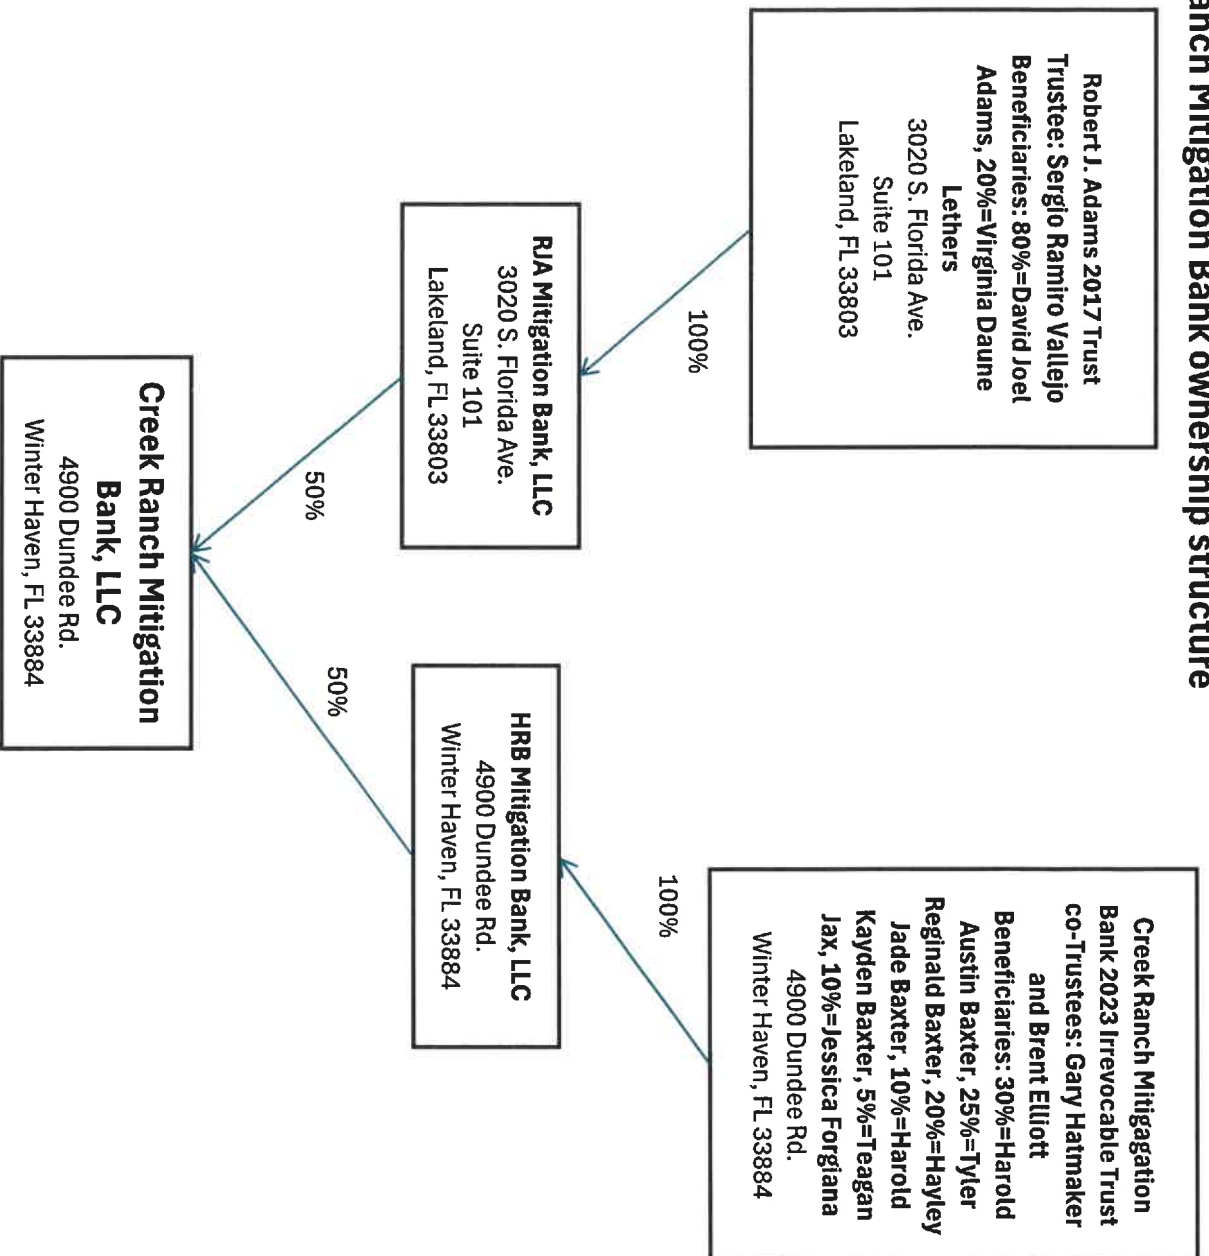 Mitigation Bank ownership structure
Robert J. Adams 2017 Trust
Trustee: Sergio Ramiro Vallejo
Beneficiaries: 80%=David Joel
Adams, 20%=Virginia Daune
Lethers
3020 S. Florida Ave.
Suite 101
Lakeland, FL 33803
Creek Ranch Mitigagation
Bank 2023 Irrevocable Trust
co-Trustees: Gary Hatmaker
and Brent Elliott
Beneficiaries: 30%=Harold
Austin Baxter, 25%=Tyler
Reginald Baxter, 20%=Hayley
Jade Baxter, 10%=Harold
Kayden Baxter, 5%=Teagan
Jax, 10%=Jessica Forgiana
4900 Dundee Rd.
Winter Haven, FL 33884
100%
100%
RJA Mitigation Bank, LLC
3020 S. Florida Ave.
Suite 101
Lakeland, FL 33803
HRB Mitigation Bank, LLC
4900 Dundee Rd.
Winter Haven, FL 33884
50%
50%
Creek Ranch Mitigation
Bank, LLC
4900 Dundee Rd.
Winter Haven, FL 33884